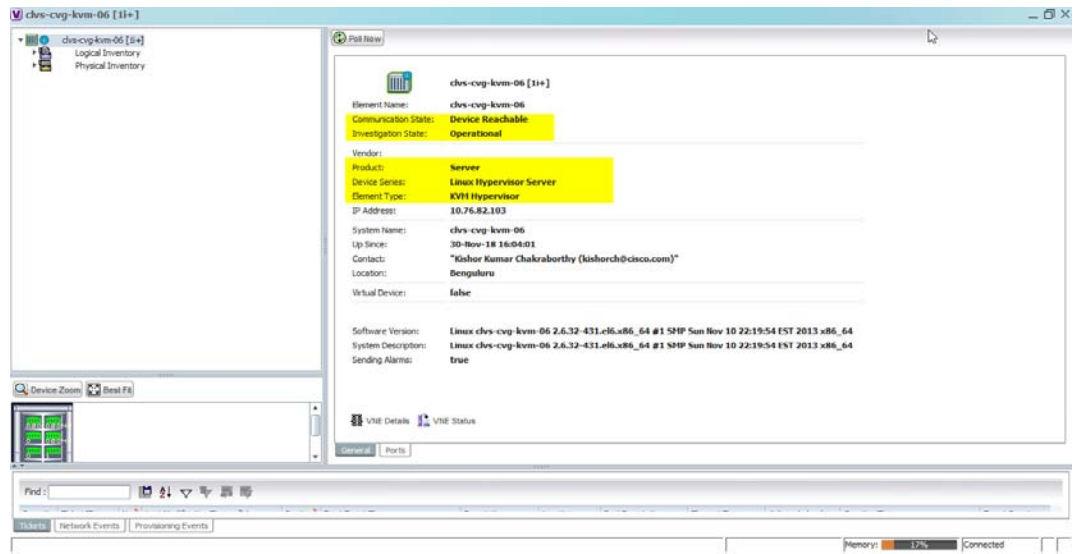 clvs-cvg-kvm-06 [1i+]
clvs-cvg-kvm-06 [1i+]
Logical Inventory
Physical Inventory
Poll Now
clvs-cvg-kvm-06 [1i+]
Element Name: clvs-cvg-kvm-06
Communication State: Device Reachable
Investigation State: Operational
Vendor:
Product: Server
Device Series: Linux Hypervisor Server
Element Type: KVM Hypervisor
IP Address: 10.76.82.103
System Name: clvs-cvg-kvm-06
Up Since: 30-Nov-18 16:04:01
Contact: "Kishor Kumar Chakraborthy (kishorch@cisco.com)"
Location: Benguluru
Virtual Device: false
Software Version: Linux clvs-cvg-kvm-06 2.6.32-431.el6.x86_64 #1 SMP Sun Nov 10 22:19:54 EST 2013 x86_64
System Description: Linux clvs-cvg-kvm-06 2.6.32-431.el6.x86_64 #1 SMP Sun Nov 10 22:19:54 EST 2013 x86_64
Sending Alarms: true
Device Zoom Best Fit
VNE Details VNE Status
General Ports
Find :
Tickets Network Events Provisioning Events
Memory: 17% Connected